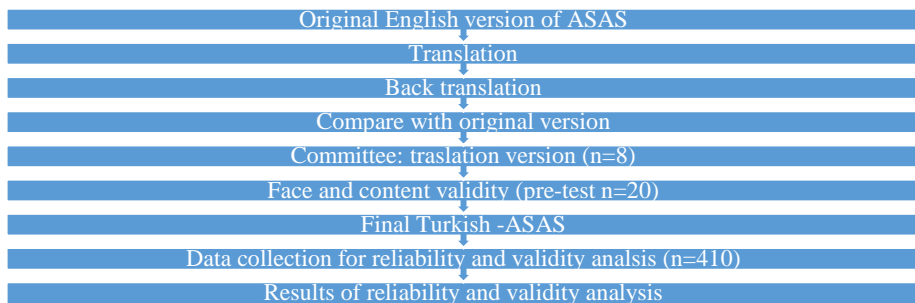 Original English version of ASAS
Translation
Back translation
Compare with original version
Committee: traslation version (n=8)
Face and content validity (pre-test n=20)
Final Turkish -ASAS
Data collection for reliability and validity analsis (n=410)
Results of reliability and validity analysis